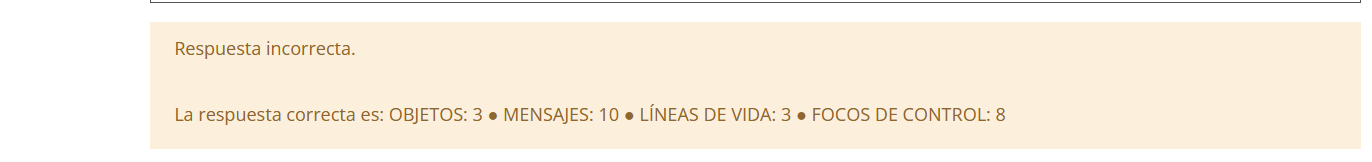 Respuesta incorrecta.
La respuesta correcta es: OBJETOS: 3 ● MENSAJES: 10 ● LÍNEAS DE VIDA: 3 ● FOCOS DE CONTROL: 8